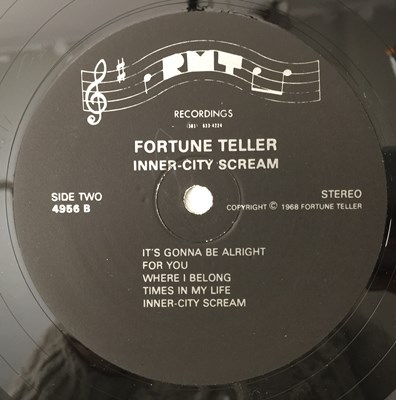 RMT
RECORDINGS
FORTUNE TELLER
INNER-CITY SCREAM
SIDE TWO
4956 B
STEREO
COPYRIGHT © 1968 FORTUNE TELLER
IT'S GONNA BE ALRIGHT
FOR YOU
WHERE I BELONG
TIMES IN MY LIFE
INNER-CITY SCREAM